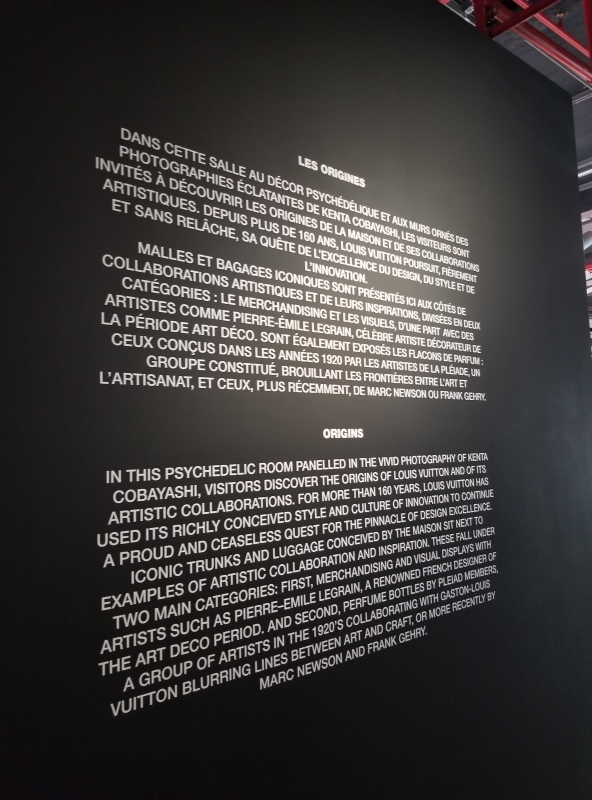 LES ORIGINES
DANS CETTE SALLE AU DÉCOR PSYCHÉDÉLIQUE ET AUX MURS ORNÉS DES
PHOTOGRAPHIES ÉCLATANTES DE KENTA COBAYASHI, LES VISITEURS SONT
INVITÉS À DÉCOUVRIR LES ORIGINES DE LA MAISON ET DE SES COLLABORATIONS
ARTISTIQUES. DEPUIS PLUS DE 160 ANS, LOUIS VUITTON POURSUIT, FIÈREMENT
ET SANS RELÂCHE, SA QUÊTE DE L'EXCELLENCE DU DESIGN, DU STYLE ET DE
L'INNOVATION.
MALLES ET BAGAGES ICONIQUES SONT PRÉSENTÉS ICI AUX CÔTÉS DE
COLLABORATIONS ARTISTIQUES ET DE LEURS INSPIRATIONS, DIVISÉES EN DEUX
CATÉGORIES : LE MERCHANDISING ET LES VISUELS, D'UNE PART AVEC DES
ARTISTES COMME PIERRE-ÉMILE LEGRAIN, CÉLÈBRE ARTISTE DÉCORATEUR DE
LA PÉRIODE ART DÉCO. SONT ÉGALEMENT EXPOSÉS LES FLACONS DE PARFUM :
CEUX CONÇUS DANS LES ANNÉES 1920 PAR LES ARTISTES DE LA PLÉIADE, UN
GROUPE CONSTITUÉ, BROUILLANT LES FRONTIÈRES ENTRE L'ART ET
L'ARTISANAT, ET CEUX, PLUS RÉCEMMENT, DE MARC NEWSON OU FRANK GEHRY.
ORIGINS
IN THIS PSYCHEDELIC ROOM PANELLED IN THE VIVID PHOTOGRAPHY OF KENTA
COBAYASHI, VISITORS DISCOVER THE ORIGINS OF LOUIS VUITTON AND OF ITS
ARTISTIC COLLABORATIONS. FOR MORE THAN 160 YEARS, LOUIS VUITTON HAS
USED ITS RICHLY CONCEIVED STYLE AND CULTURE OF INNOVATION TO CONTINUE
A PROUD AND CEASELESS QUEST FOR THE PINNACLE OF DESIGN EXCELLENCE.
ICONIC TRUNKS AND LUGGAGE CONCEIVED BY THE MAISON SIT NEXT TO
EXAMPLES OF ARTISTIC COLLABORATION AND INSPIRATION. THESE FALL UNDER
TWO MAIN CATEGORIES: FIRST, MERCHANDISING AND VISUAL DISPLAYS WITH
ARTISTS SUCH AS PIERRE–EMILE LEGRAIN, A RENOWNED FRENCH DESIGNER OF
THE ART DECO PERIOD. AND SECOND, PERFUME BOTTLES BY PLEIAD MEMBERS,
A GROUP OF ARTISTS IN THE 1920'S COLLABORATING WITH GASTON-LOUIS
VUITTON BLURRING LINES BETWEEN ART AND CRAFT, OR MORE RECENTLY BY
MARC NEWSON AND FRANK GEHRY.